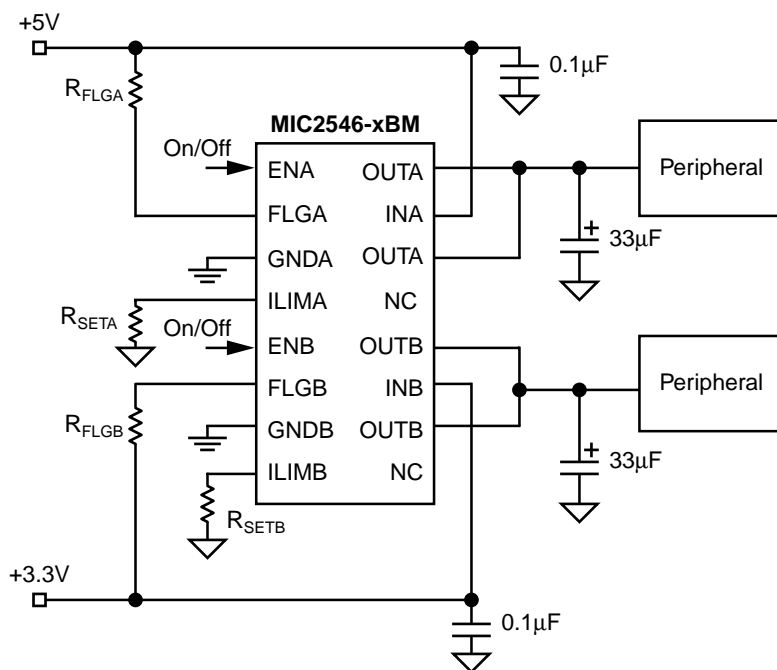 +5V
R_FLGA
0.1µF
MIC2546-xBM
On/Off
ENA
OUTA
Peripheral
FLGA
INA
+
33µF
GNDA
OUTA
ILIMA
NC
R_SETA
On/Off
ENB
OUTB
FLGB
INB
Peripheral
R_FLGB
GNDB
OUTB
+
33µF
ILIMB
NC
R_SETB
+3.3V
0.1µF